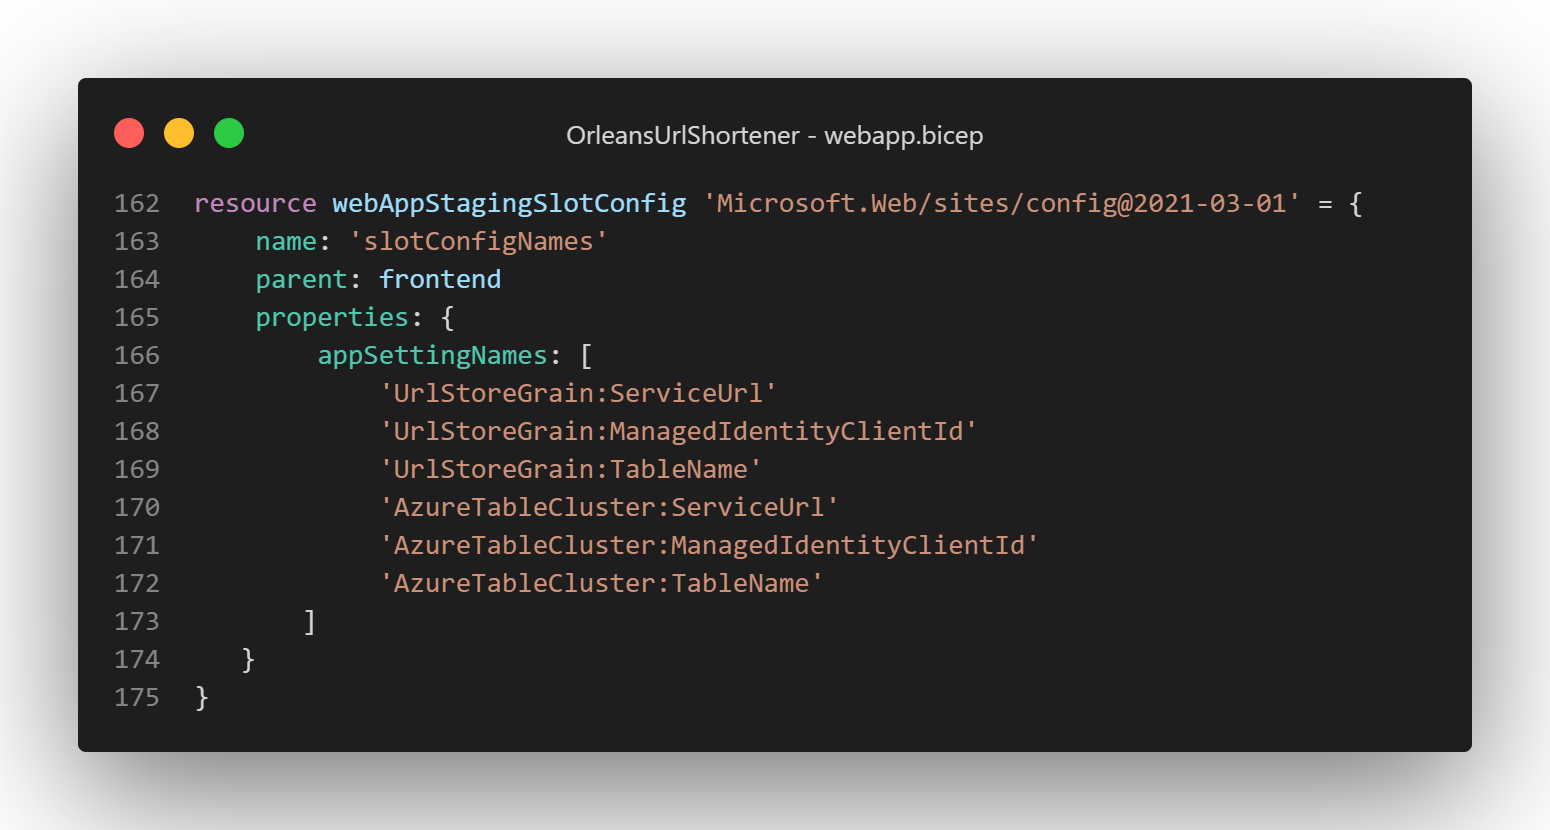 OrleansUrlShortener - webapp.bicep
162 resource webAppStagingSlotConfig 'Microsoft.Web/sites/config@2021-03-01' = {
163     name: 'slotConfigNames'
164     parent: frontend
165     properties: {
166         appSettingNames: [
167             'UrlStoreGrain:ServiceUrl'
168             'UrlStoreGrain:ManagedIdentityClientId'
169             'UrlStoreGrain:TableName'
170             'AzureTableCluster:ServiceUrl'
171             'AzureTableCluster:ManagedIdentityClientId'
172             'AzureTableCluster:TableName'
173        ]
174    }
175 }